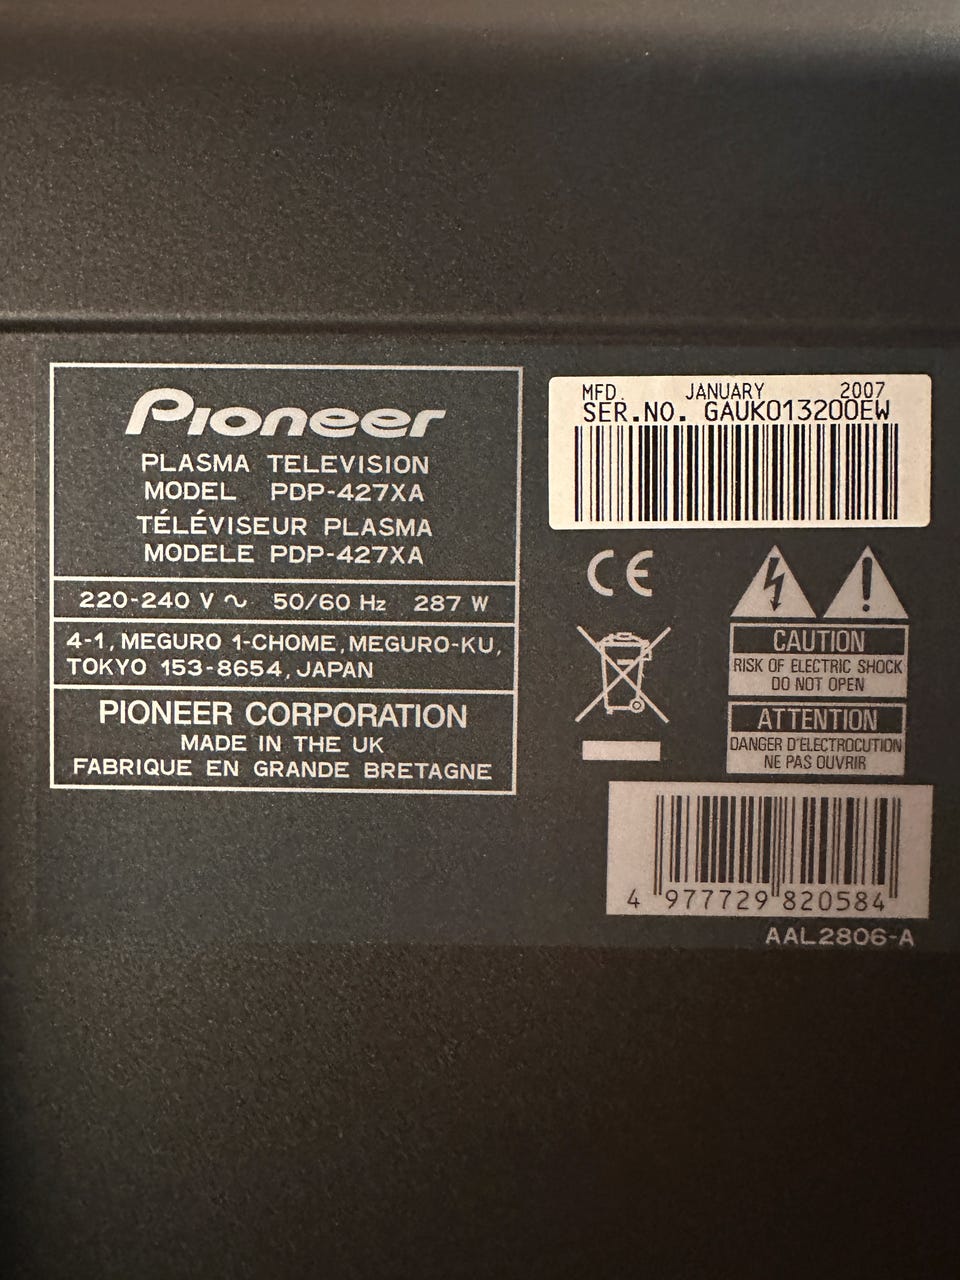 Pioneer
PLASMA TELEVISION
MODEL PDP-427XA
TÉLÉVISEUR PLASMA
MODELE PDP-427XA
220-240 V ~ 50/60 Hz 287 W
4-1, MEGURO 1-CHOME, MEGURO-KU,
TOKYO 153-8654, JAPAN
PIONEER CORPORATION
MADE IN THE UK
FABRIQUE EN GRANDE BRETAGNE
MFD. JANUARY 2007
SER.NO. GAUK013200EW
CE
CAUTION
RISK OF ELECTRIC SHOCK
DO NOT OPEN
ATTENTION
DANGER D'ELECTROCUTION
NE PAS OUVRIR
4 977729 820584
AAL2806-A